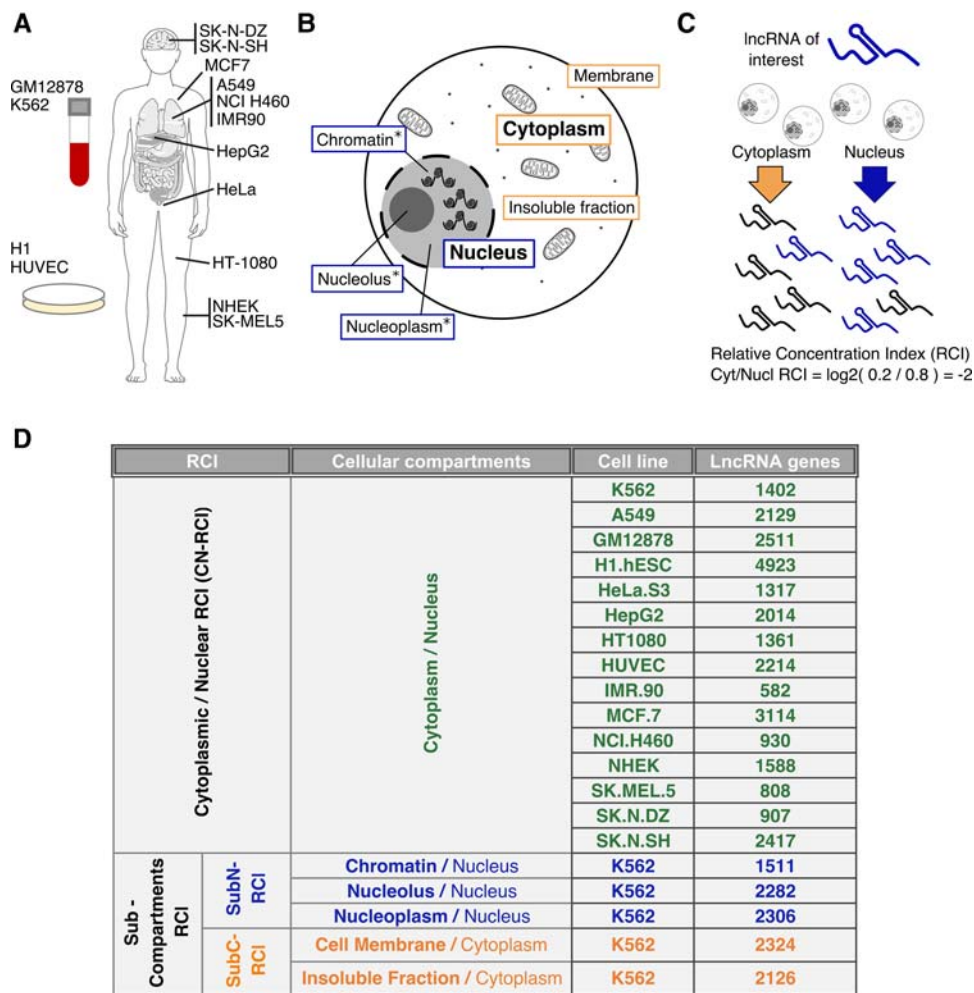 A
SK-N-DZ
SK-N-SH
MCF7
A549
NCI H460
IMR90
GM12878
K562
HepG2
HeLa
H1
HUVEC
HT-1080
NHEK
SK-MEL5
B
Membrane
Cytoplasm
Chromatin*
Insoluble fraction
Nucleus
Nucleolus*
Nucleoplasm*
C
lncRNA of
interest
Cytoplasm Nucleus
Relative Concentration Index (RCI)
Cyt/Nucl RCI = log2( 0.2 / 0.8 ) = -2
D
RCI Cellular compartments Cell line LncRNA genes
Cytoplasmic / Nuclear RCI (CN-RCI)
Cytoplasm / Nucleus
K562 1402
A549 2129
GM12878 2511
H1.hESC 4923
HeLa.S3 1317
HepG2 2014
HT1080 1361
HUVEC 2214
IMR.90 582
MCF.7 3114
NCI.H460 930
NHEK 1588
SK.MEL.5 808
SK.N.DZ 907
SK.N.SH 2417
Sub -
Compartments
RCI
SubN-
RCI
Chromatin / Nucleus K562 1511
Nucleolus / Nucleus K562 2282
Nucleoplasm / Nucleus K562 2306
SubC-
RCI
Cell Membrane / Cytoplasm K562 2324
Insoluble Fraction / Cytoplasm K562 2126